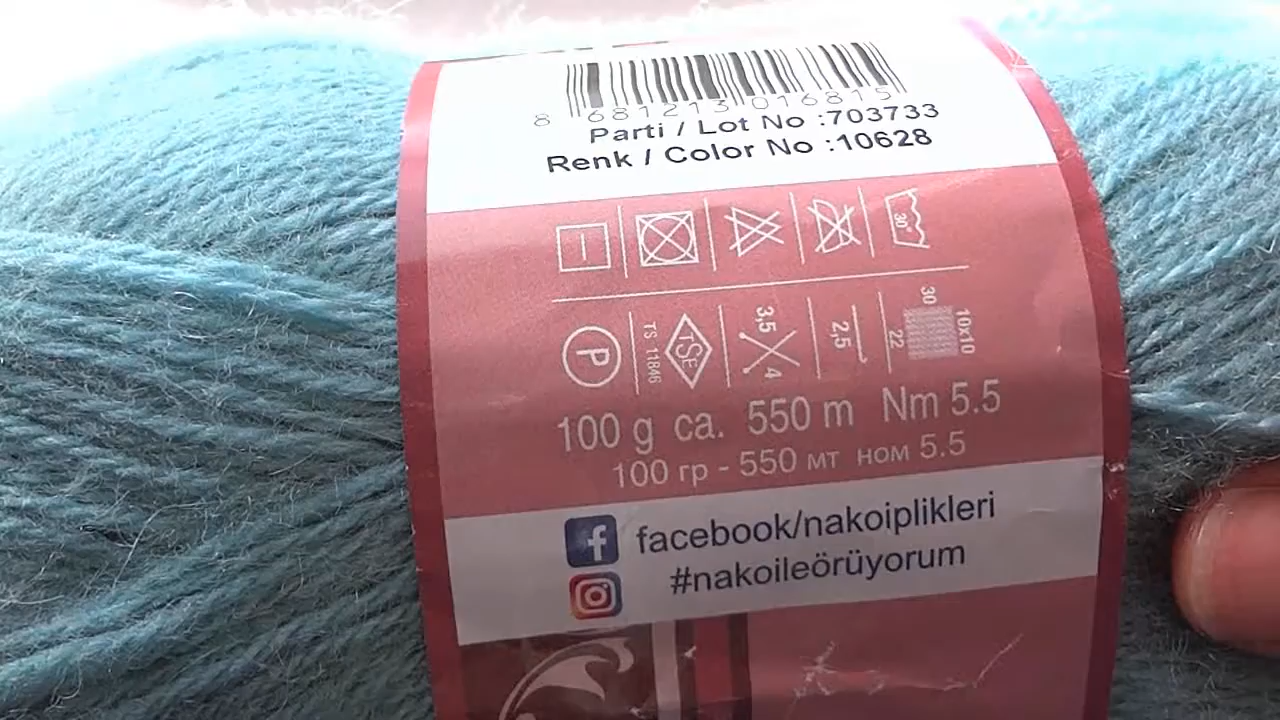 8 681213 016815
Parti / Lot No :703733
Renk / Color No :10628
30°
P
TS 11846
TSE
3,5
4
2,5
30
22
10x10
100 g ca. 550 m Nm 5.5
100 гр - 550 мт ном 5.5
facebook/nakoiplikleri
#nakoileörüyorum